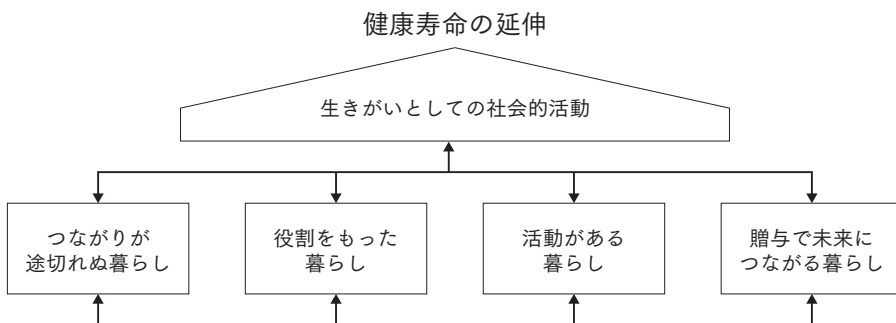 健康寿命の延伸
生きがいとしての社会的活動
つながりが
途切れぬ暮らし
役割をもった
暮らし
活動がある
暮らし
贈与で未来に
つながる暮らし